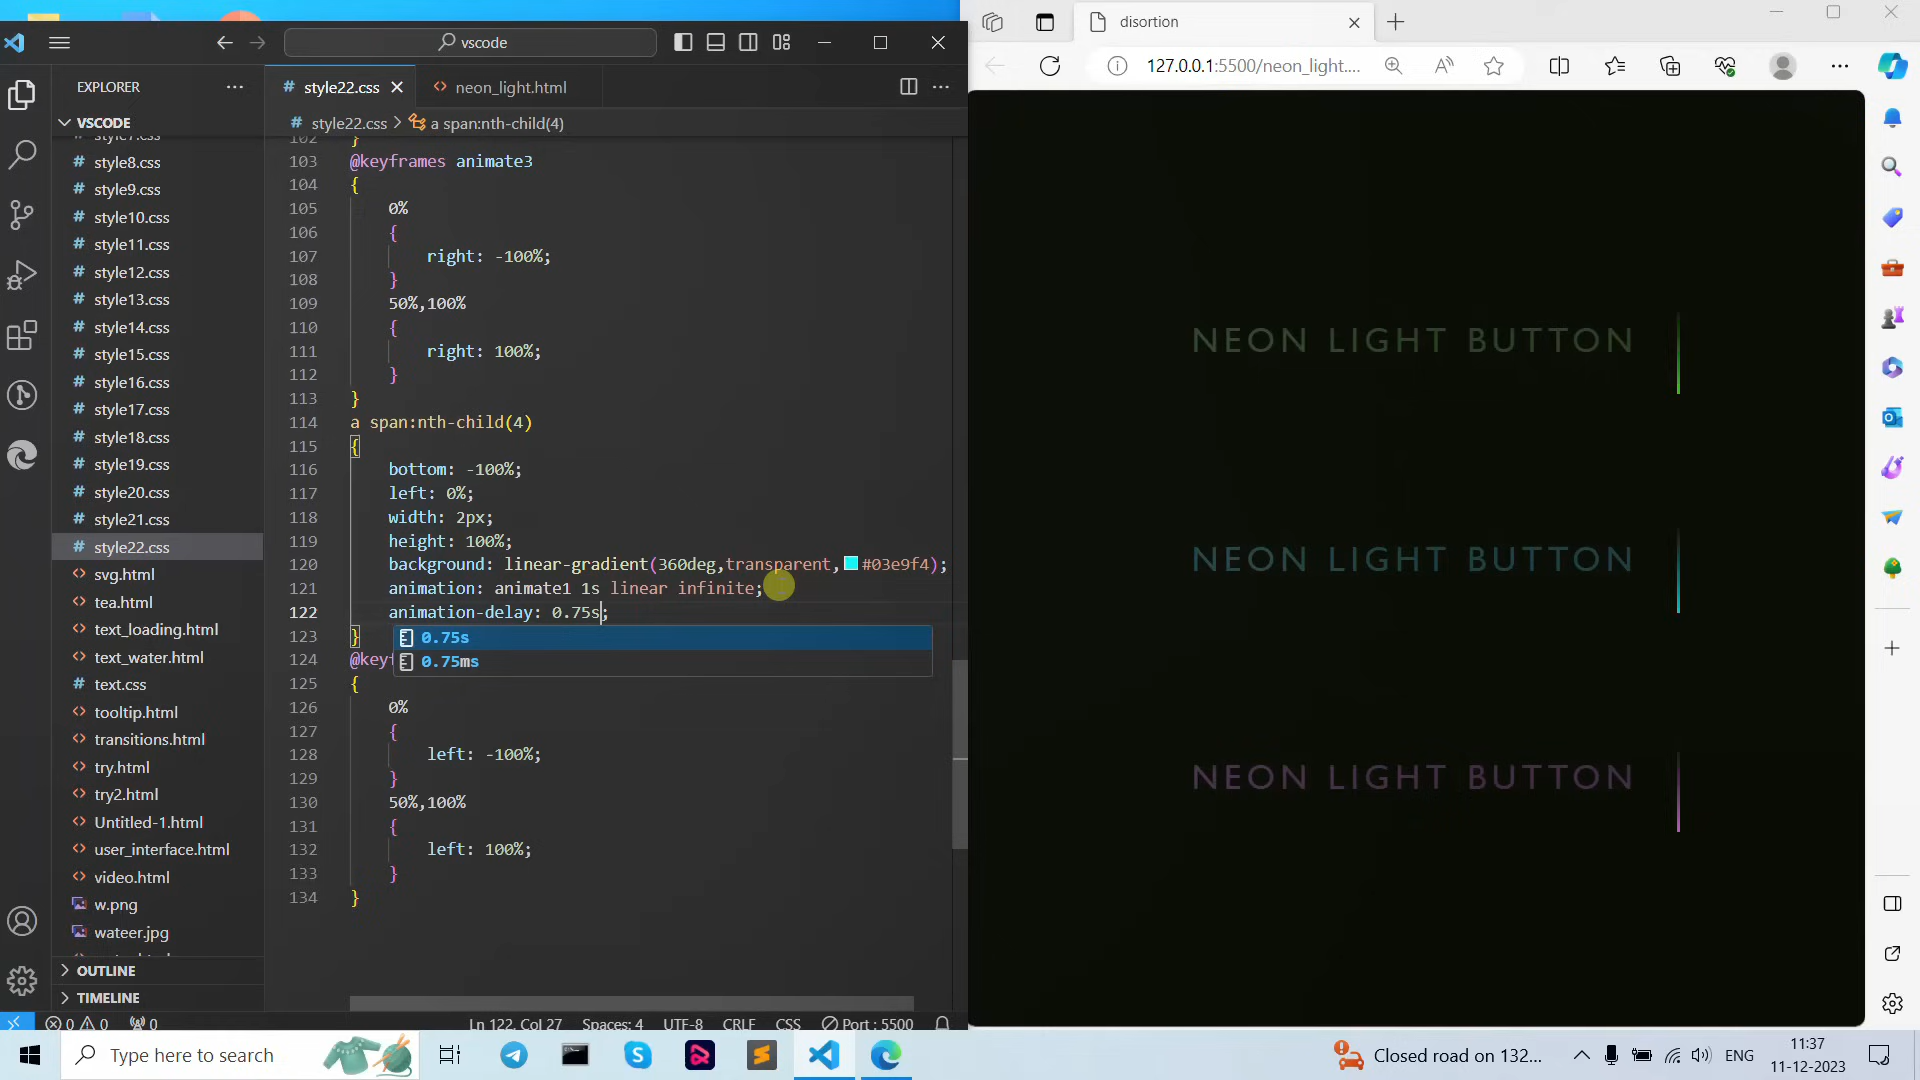 vscode
EXPLORER
VSCODE
style8.css
style9.css
style10.css
style11.css
style12.css
style13.css
style14.css
style15.css
style16.css
style17.css
style18.css
style19.css
style20.css
style21.css
style22.css
svg.html
tea.html
text_loading.html
text_water.html
text.css
tooltip.html
transitions.html
try.html
try2.html
Untitled-1.html
user_interface.html
video.html
w.png
wateer.jpg
OUTLINE
TIMELINE
# style22.css
<> neon_light.html
# style22.css > a span:nth-child(4)
102 }
103 @keyframes animate3
104 {
105 0%
106 {
107 right: -100%;
108 }
109 50%,100%
110 {
111 right: 100%;
112 }
113 }
114 a span:nth-child(4)
115 {
116 bottom: -100%;
117 left: 0%;
118 width: 2px;
119 height: 100%;
120 background: linear-gradient(360deg,transparent,#03e9f4);
121 animation: animate1 1s linear infinite;
122 animation-delay: 0.75s;
0.75s
0.75ms
123 }
124 @key
125 {
126 0%
127 {
128 left: -100%;
129 }
130 50%,100%
131 {
132 left: 100%;
133 }
134 }
0 0 0
Ln 122, Col 27 Spaces: 4 UTF-8 CRLF CSS Port : 5500
disortion
127.0.0.1:5500/neon_light....
NEON LIGHT BUTTON
NEON LIGHT BUTTON
NEON LIGHT BUTTON
Type here to search
Closed road on 132...
ENG
11:37
11-12-2023